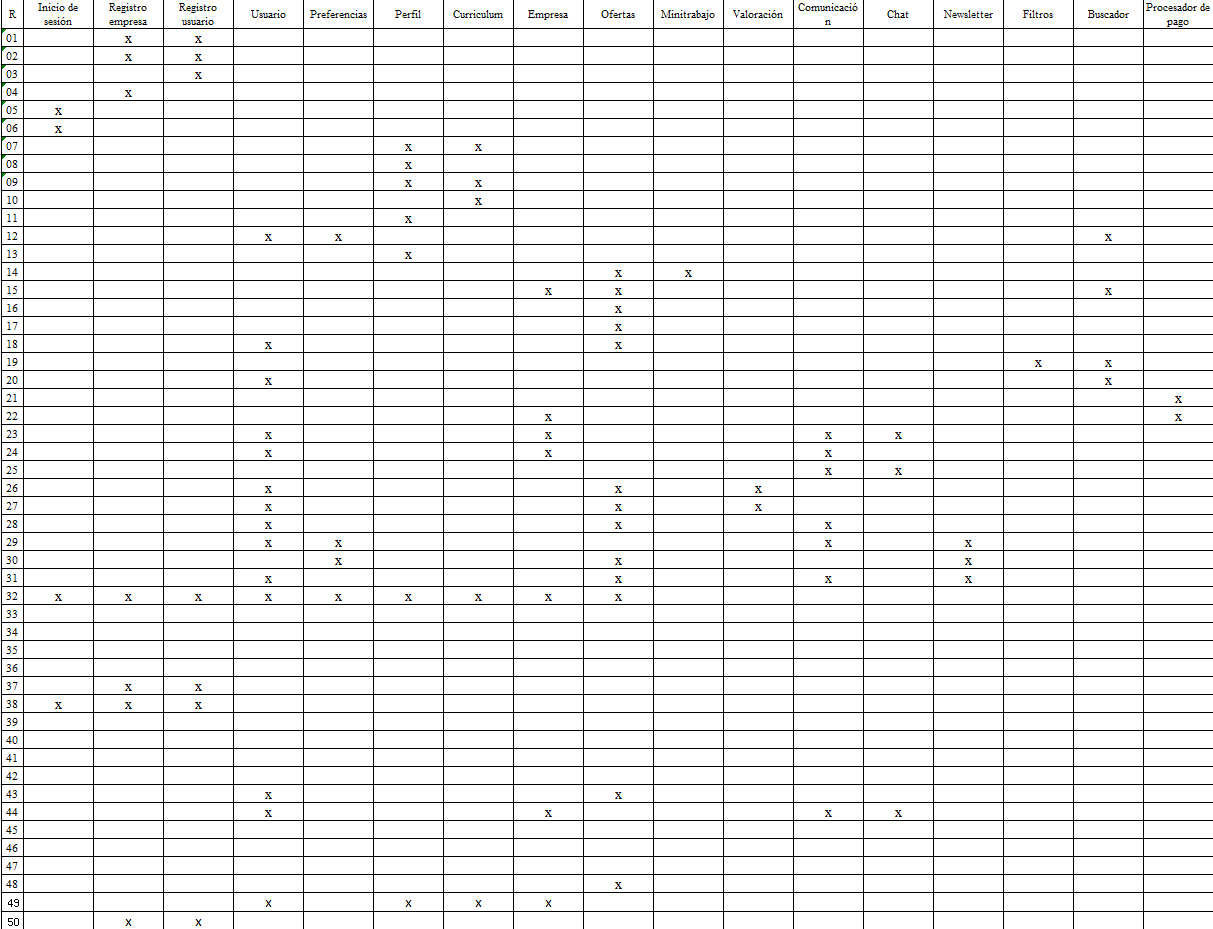 R Inicio de sesión Registro empresa Registro usuario Usuario Preferencias Perfil Curriculum Empresa Ofertas Minitrabajo Valoración Comunicación Chat Newsletter Filtros Buscador Procesador de pago
01 x x
02 x x
03 x
04 x
05 x
06 x
07 x x
08 x
09 x x
10 x
11 x
12 x x x
13 x
14 x x
15 x x x
16 x
17 x
18 x x
19 x x
20 x x
21 x
22 x x
23 x x x x
24 x x x
25 x x
26 x x x
27 x x x
28 x x x
29 x x x x
30 x x x
31 x x x x
32 x x x x x x x x x
33
34
35
36
37 x x
38 x x x
39
40
41
42
43 x x
44 x x x x
45
46
47
48 x
49 x x x x
50 x x